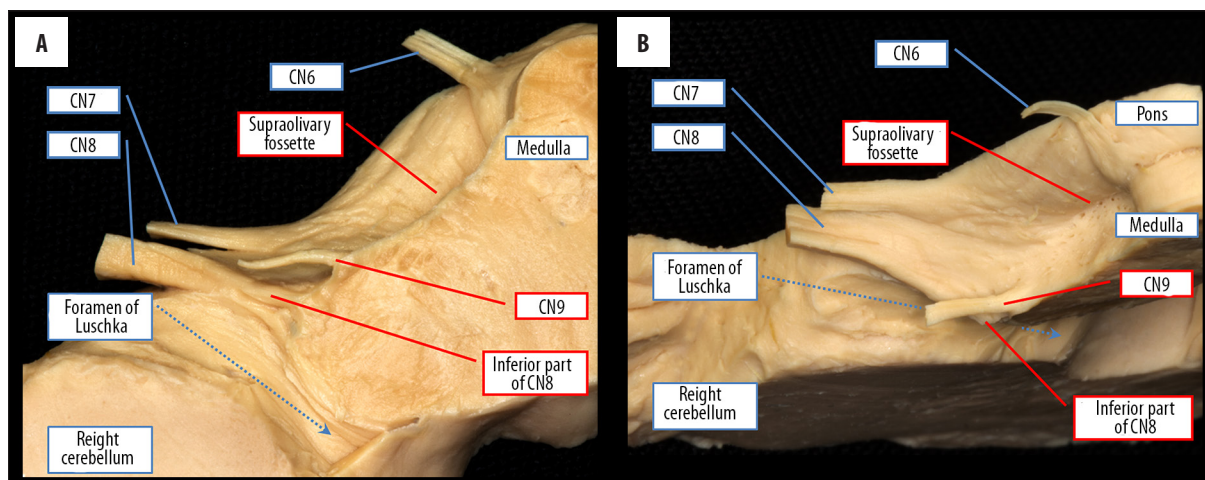 A
CN6
CN7
CN8
Supraolivary
fossette
Medulla
CN9
Foramen of
Luschka
Inferior part
of CN8
Reight
cerebellum
B
CN6
CN7
CN8
Pons
Supraolivary
fossette
Medulla
Foramen of
Luschka
CN9
Reight
cerebellum
Inferior part
of CN8